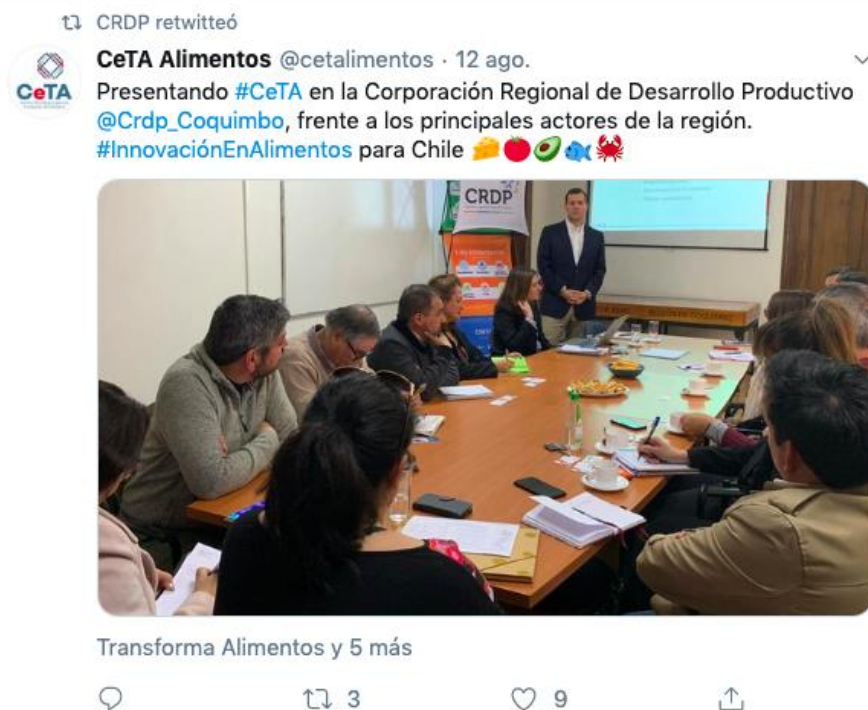 CRDP retwitteó
CeTA Alimentos @cetalimentos · 12 ago.
CeTA
Presentando #CeTA en la Corporación Regional de Desarrollo Productivo
@Crdp_Coquimbo, frente a los principales actores de la región.
#InnovaciónEnAlimentos para Chile 🧀🍅🥑🐟🦀
CRDP
Transforma Alimentos y 5 más
3
9